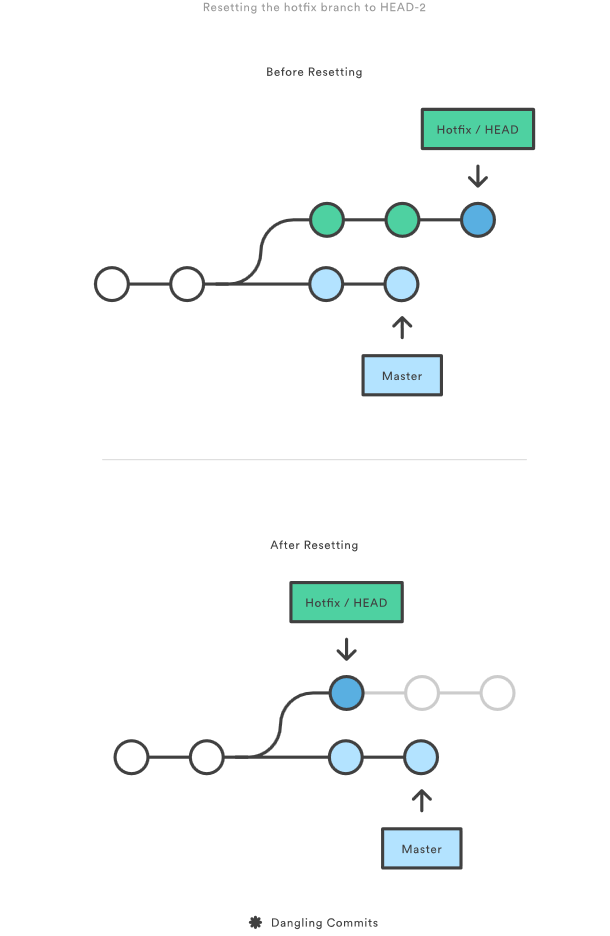 Resetting the hotfix branch to HEAD-2
Before Resetting
Hotfix / HEAD
Master
After Resetting
Hotfix / HEAD
Master
Dangling Commits